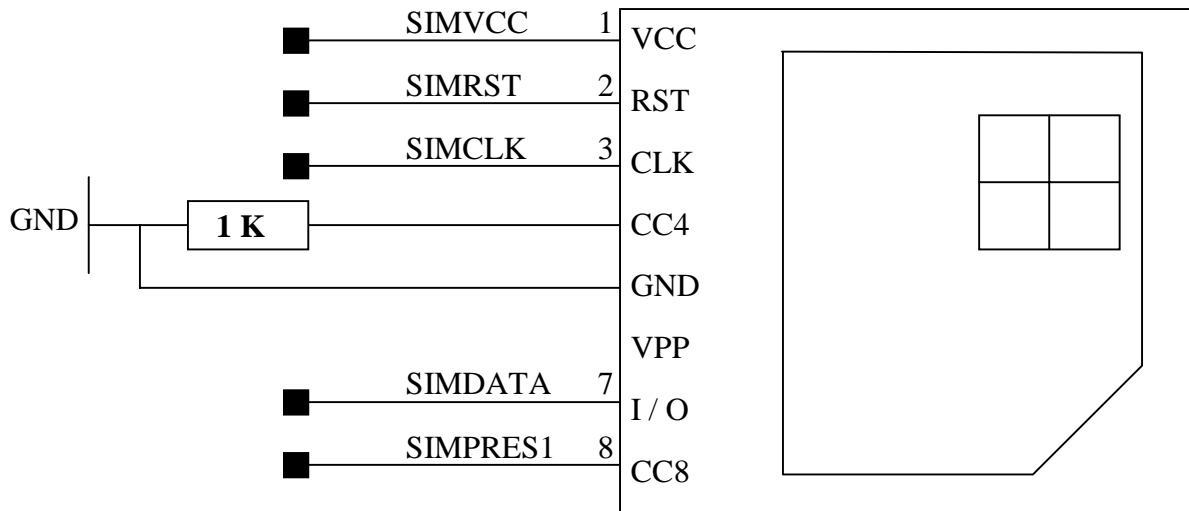 SIMVCC 1 VCC
SIMRST 2 RST
SIMCLK 3 CLK
GND 1 K CC4
GND
VPP
SIMDATA 7 I / O
SIMPRES1 8 CC8